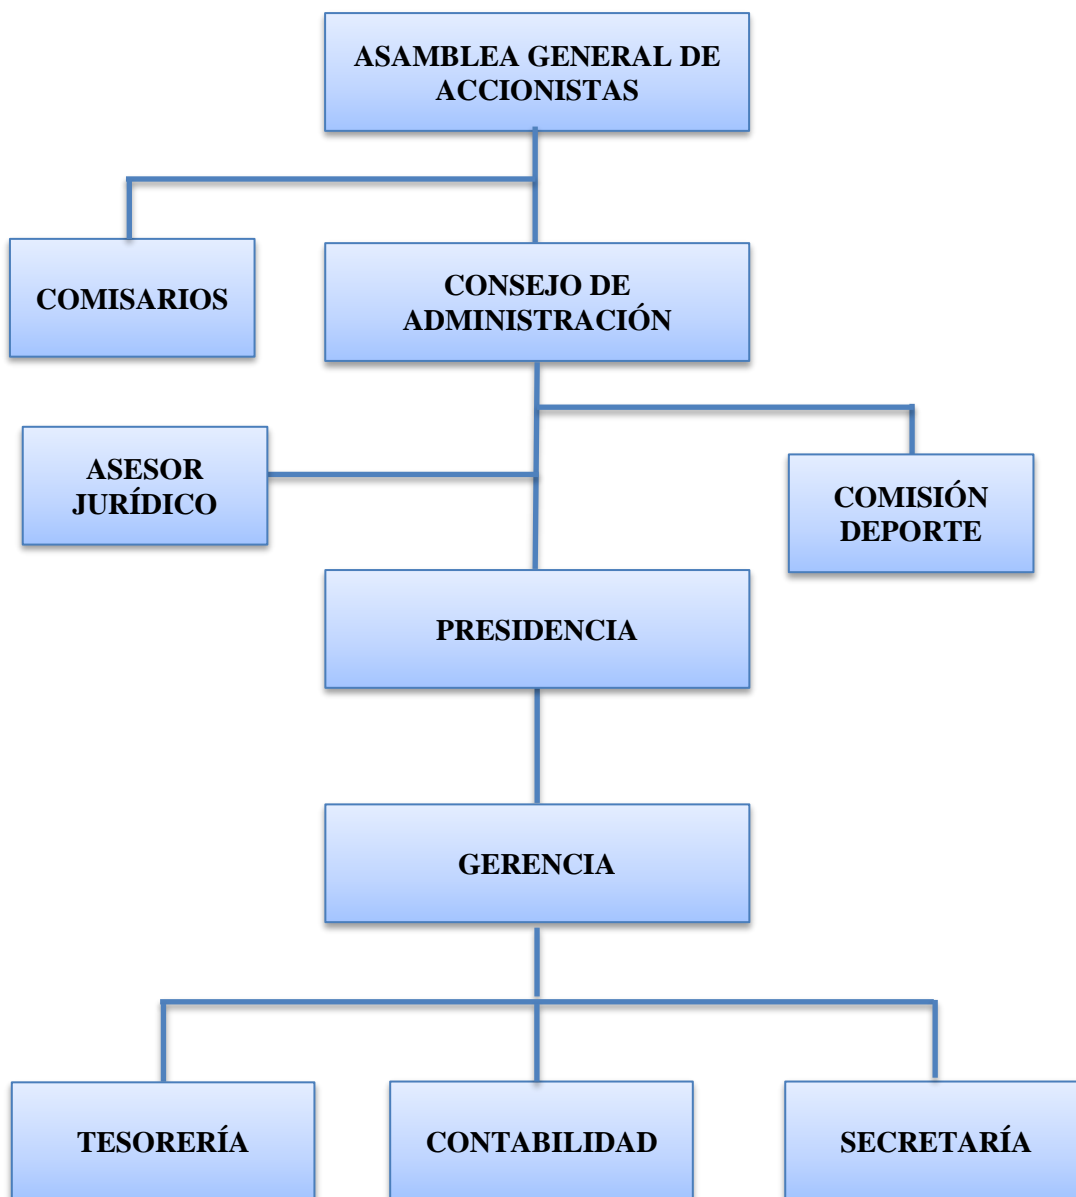 ASAMBLEA GENERAL DE
ACCIONISTAS
COMISARIOS
CONSEJO DE
ADMINISTRACIÓN
ASESOR
JURÍDICO
COMISIÓN
DEPORTE
PRESIDENCIA
GERENCIA
TESORERÍA
CONTABILIDAD
SECRETARÍA